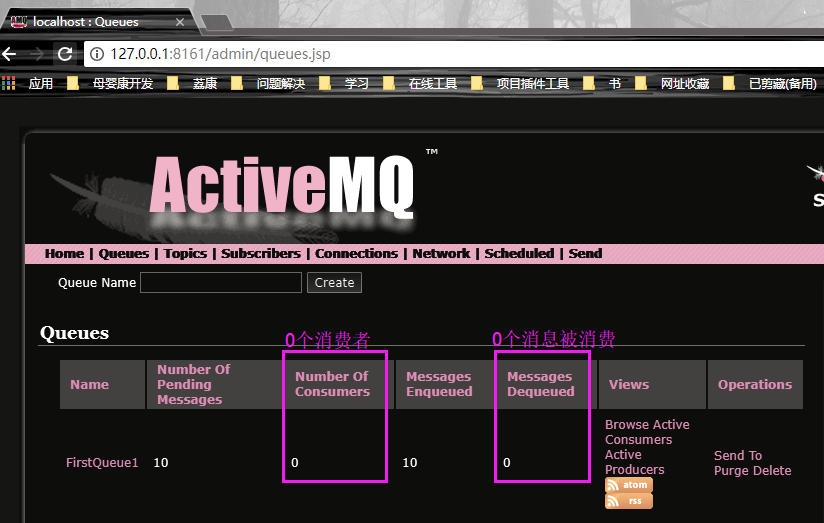 localhost : Queues
127.0.0.1:8161/admin/queues.jsp
应用 母婴康开发 荔康 问题解决 学习 在线工具 项目插件工具 书 网址收藏 已剪藏(备用)
ActiveMQ™
S
Home | Queues | Topics | Subscribers | Connections | Network | Scheduled | Send
Queue Name Create
Queues
0个消费者 0个消息被消费
Name Number Of Pending Messages Number Of Consumers Messages Enqueued Messages Dequeued Views Operations
FirstQueue1 10 0 10 0
Browse Active
Consumers
Active
Producers
atom
rss
Send To
Purge Delete